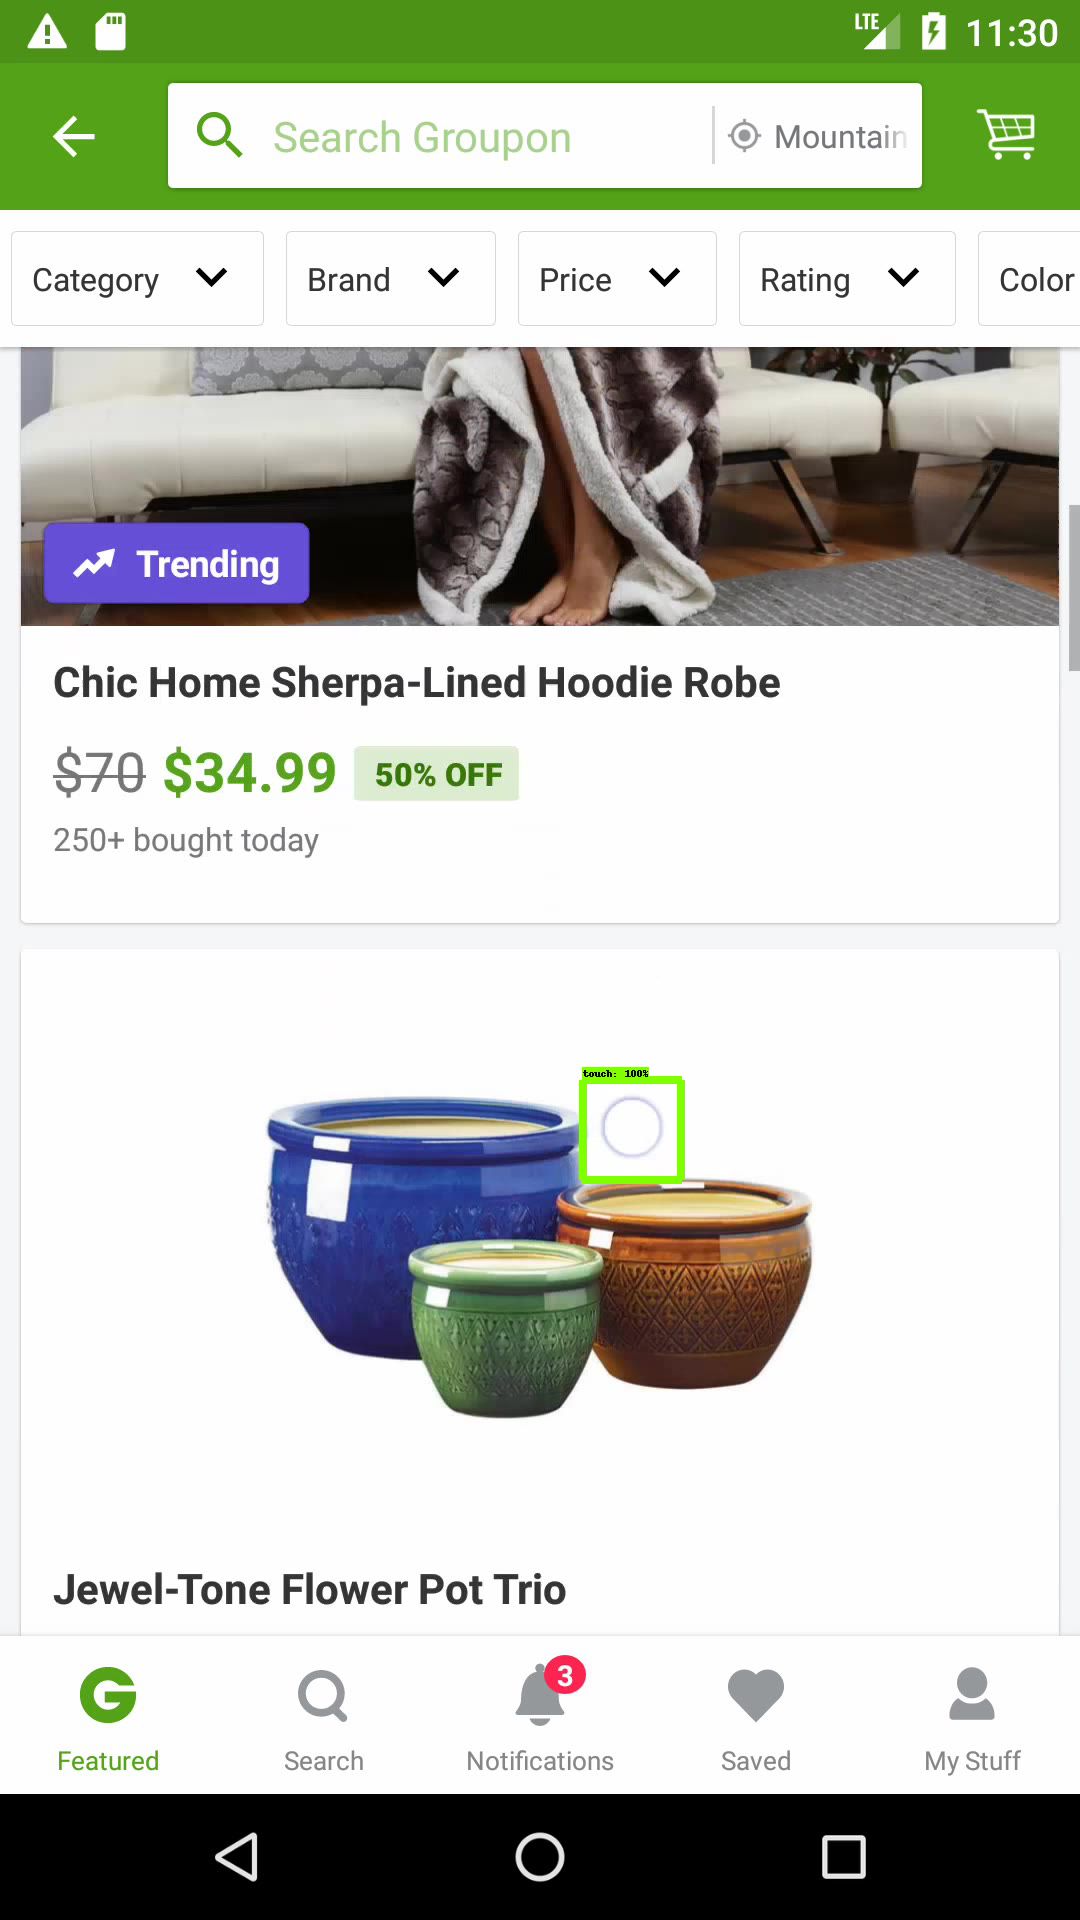 LTE 11:30
Search Groupon Mountain
Category Brand Price Rating Color
Trending
Chic Home Sherpa-Lined Hoodie Robe
$70 $34.99 50% OFF
250+ bought today
touch: 100%
Jewel-Tone Flower Pot Trio
3
Featured Search Notifications Saved My Stuff